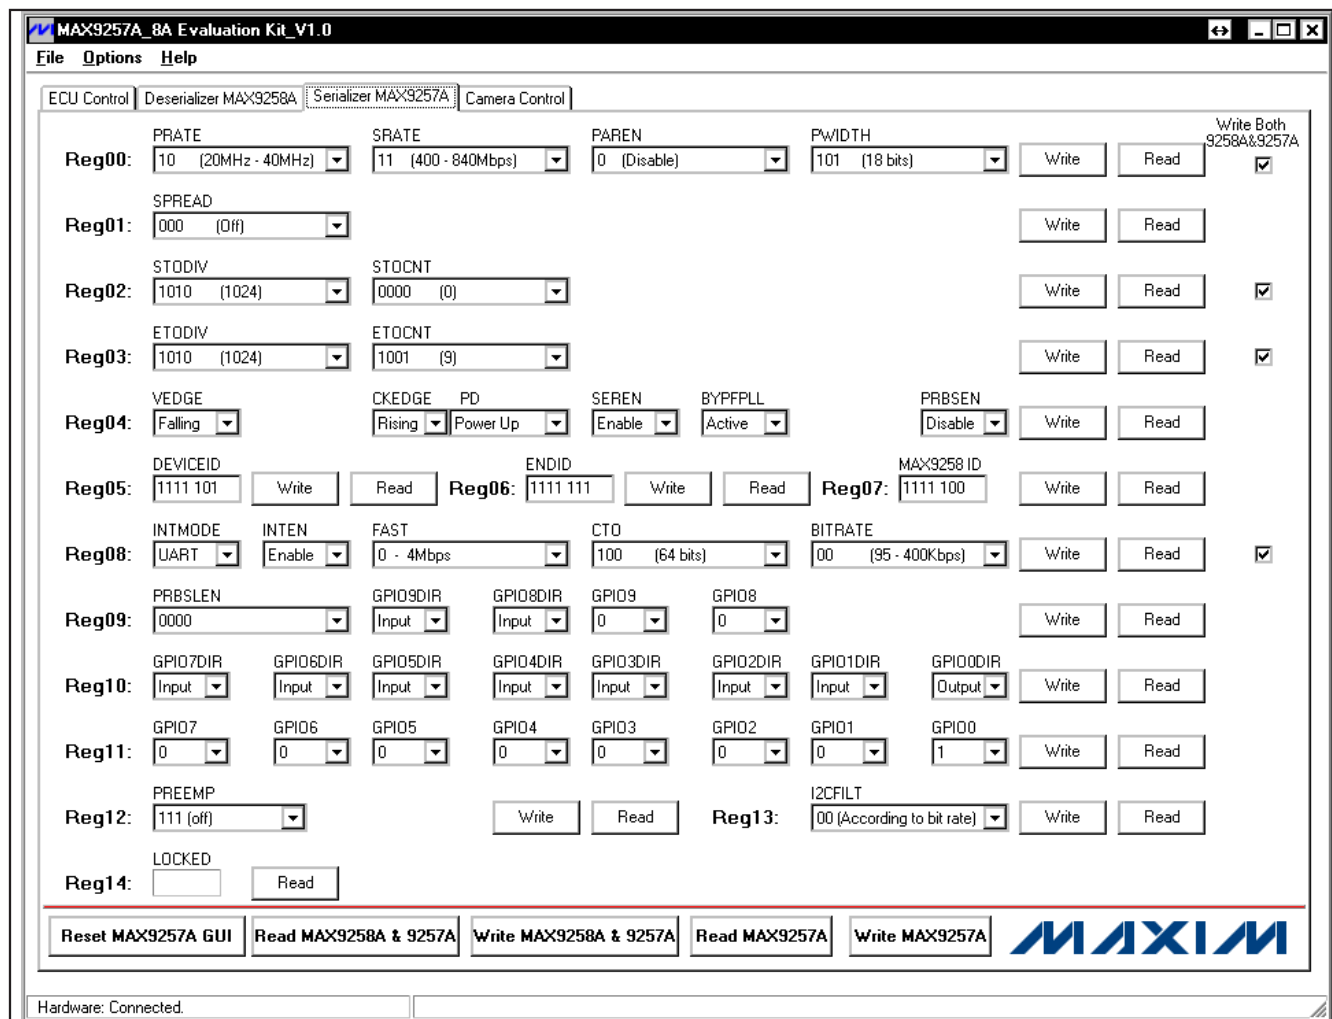 MAX9257A_8A Evaluation Kit_V1.0
File Options Help
ECU Control Deserializer MAX9258A Serializer MAX9257A Camera Control
Write Both
9258A&9257A
PRATE SRATE PAREN PWIDTH
Reg00: 10 (20MHz - 40MHz) 11 (400 - 840Mbps) 0 (Disable) 101 (18 bits) Write Read
SPREAD
Reg01: 000 (Off) Write Read
STODIV STOCNT
Reg02: 1010 (1024) 0000 (0) Write Read
ETODIV ETOCNT
Reg03: 1010 (1024) 1001 (9) Write Read
VEDGE CKEDGE PD SEREN BYPFPLL PRBSEN
Reg04: Falling Rising Power Up Enable Active Disable Write Read
DEVICEID ENDID MAX9258 ID
Reg05: 1111 101 Write Read Reg06: 1111 111 Write Read Reg07: 1111 100 Write Read
INTMODE INTEN FAST CTO BITRATE
Reg08: UART Enable 0 - 4Mbps 100 (64 bits) 00 (95 - 400Kbps) Write Read
PRBSLEN GPIO9DIR GPIO8DIR GPIO9 GPIO8
Reg09: 0000 Input Input 0 0 Write Read
GPIO7DIR GPIO6DIR GPIO5DIR GPIO4DIR GPIO3DIR GPIO2DIR GPIO1DIR GPIO0DIR
Reg10: Input Input Input Input Input Input Input Output Write Read
GPIO7 GPIO6 GPIO5 GPIO4 GPIO3 GPIO2 GPIO1 GPIO0
Reg11: 0 0 0 0 0 0 0 1 Write Read
PREEMP I2CFILT
Reg12: 111 (off) Write Read Reg13: 00 (According to bit rate) Write Read
LOCKED
Reg14: Read
Reset MAX9257A GUI Read MAX9258A & 9257A Write MAX9258A & 9257A Read MAX9257A Write MAX9257A MAXIM
Hardware: Connected.